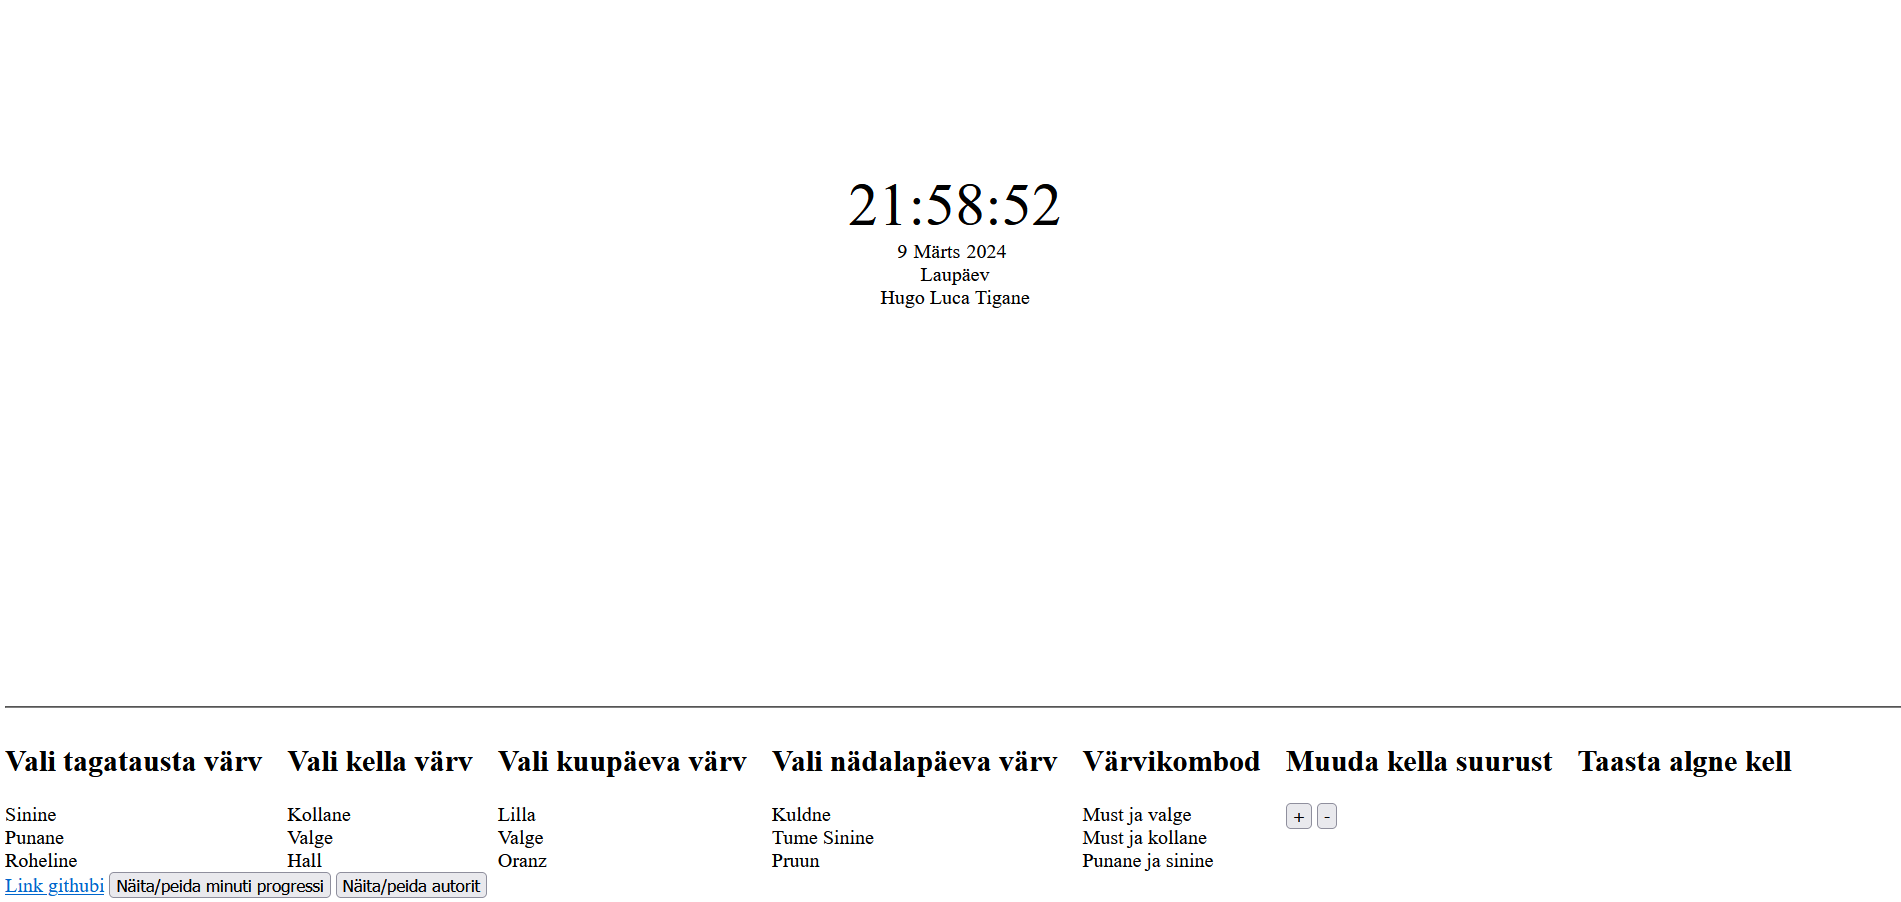 21:58:52
9 Märts 2024
Laupäev
Hugo Luca Tigane
Vali tagatausta värv
Sinine
Punane
Roheline
Vali kella värv
Kollane
Valge
Hall
Vali kuupäeva värv
Lilla
Valge
Oranz
Vali nädalapäeva värv
Kuldne
Tume Sinine
Pruun
Värvikombod
Must ja valge
Must ja kollane
Punane ja sinine
Muuda kella suurust
+ -
Taasta algne kell
Link githubi Näita/peida minuti progressi Näita/peida autorit